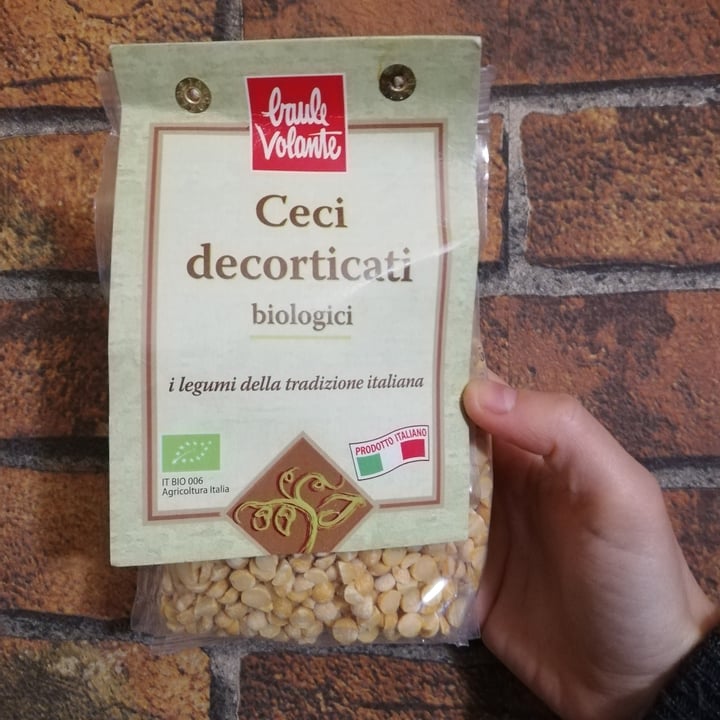 baule
volante
Ceci
decorticati
biologici
i legumi della tradizione italiana
PRODOTTO ITALIANO
IT BIO 006
Agricoltura Italia